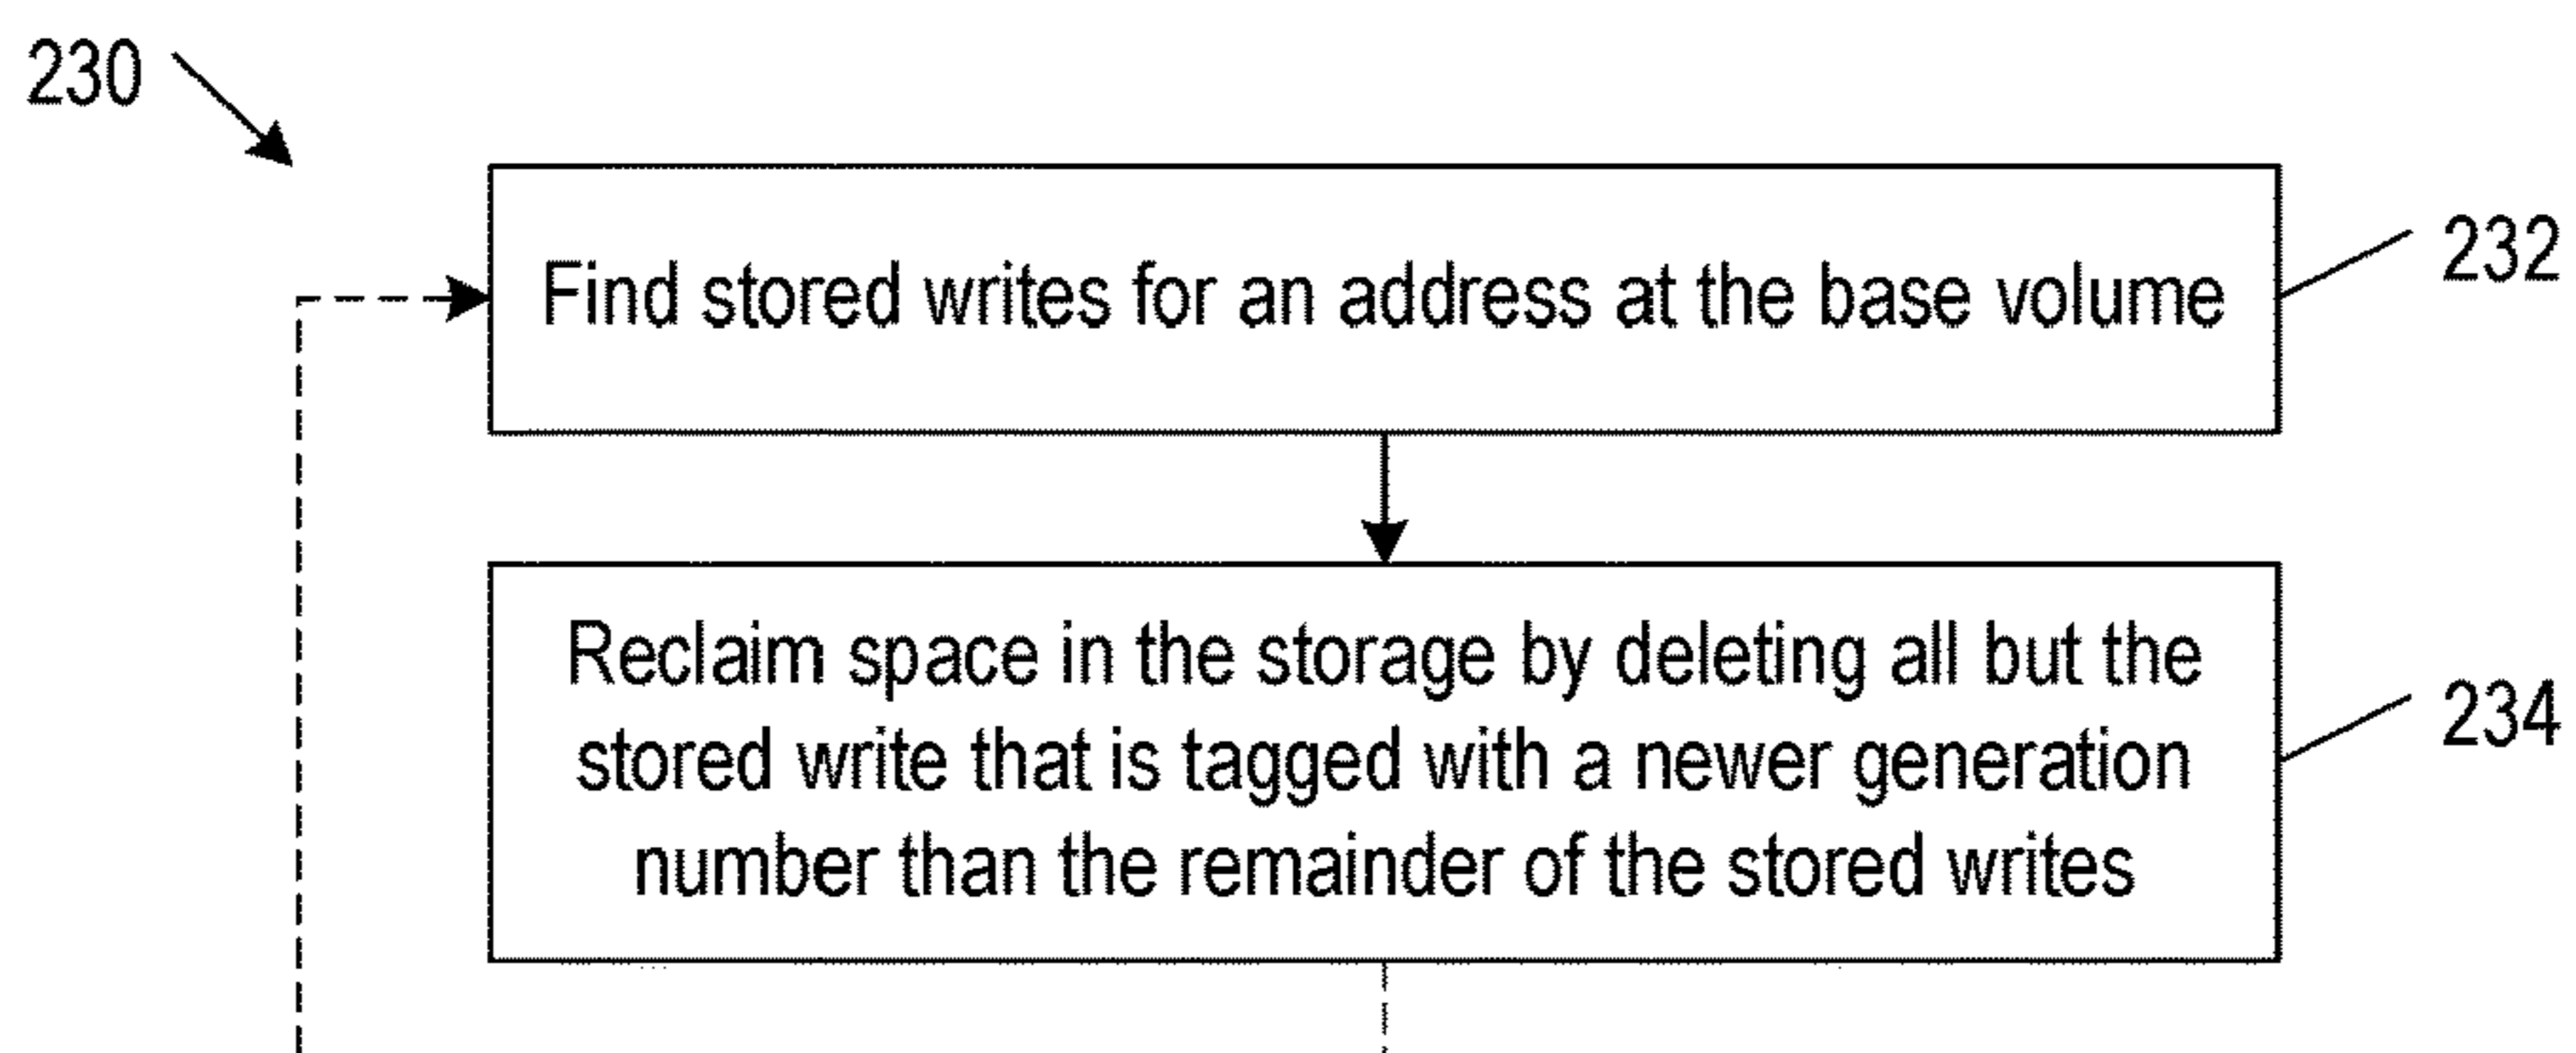 230
Find stored writes for an address at the base volume
232
Reclaim space in the storage by deleting all but the
stored write that is tagged with a newer generation
number than the remainder of the stored writes
234